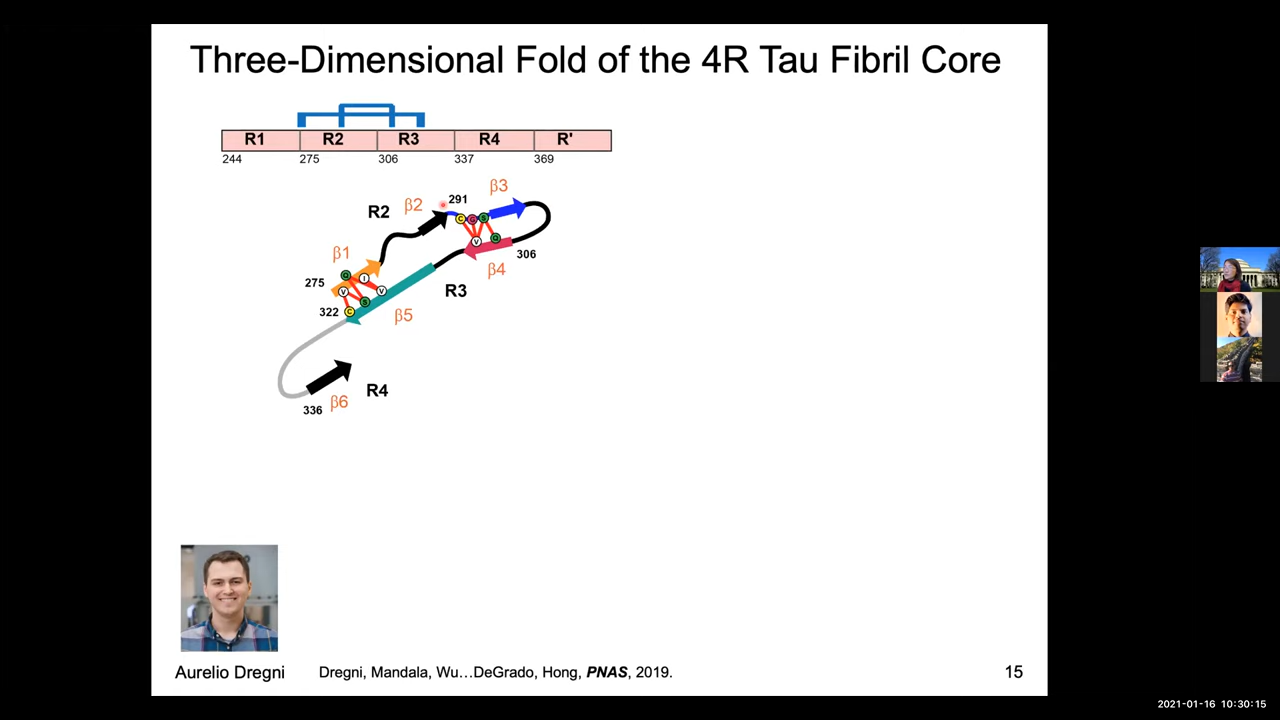 Three-Dimensional Fold of the 4R Tau Fibril Core
R1 R2 R3 R4 R'
244 275 306 337 369
R2 β2 291 β3
C G S
V Q
β1 306
β4
275 Q I
V V R3
322 C S β5
R4
336 β6
Aurelio Dregni Dregni, Mandala, Wu…DeGrado, Hong, PNAS, 2019. 15
2021-01-16 10:30:15